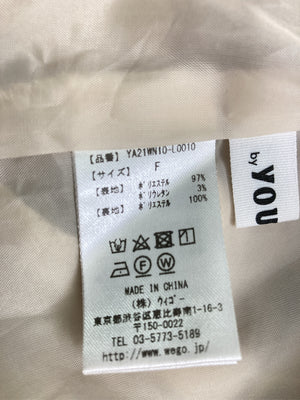 【品番】 YA21WN10-L0010
【サイズ】 F
【表地】 ポリエステル 97%
ポリウレタン 3%
【裏地】 ポリエステル 100%
MADE IN CHINA
(株) ウィゴー
東京都渋谷区恵比寿南1-16-3
〒150-0022
TEL 03-5773-5189
https://www.wego.jp/
by YOU